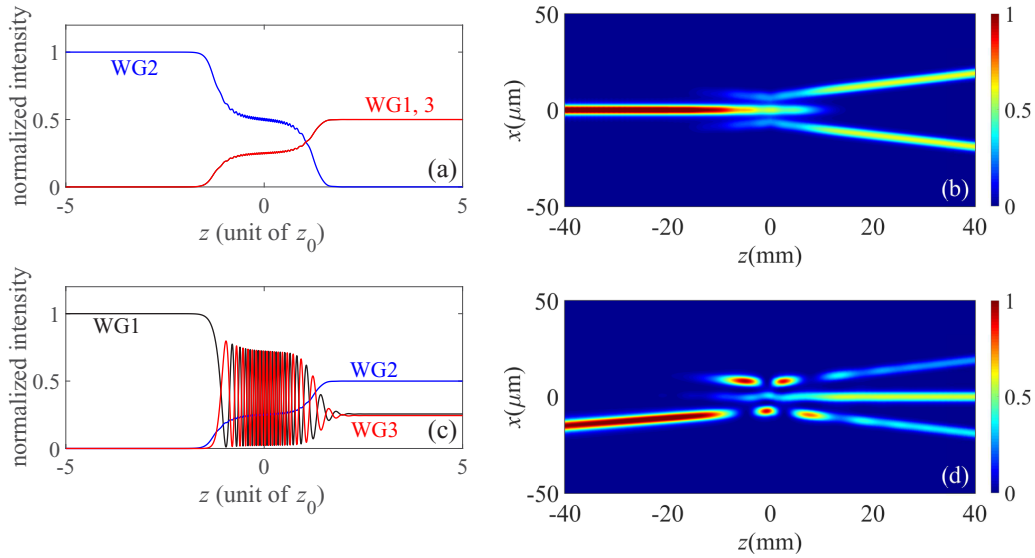 normalized intensity
1
0.5
0
WG2
WG1, 3
(a)
-5
0
5
z (unit of z₀)
50
0
-50
x(μm)
(b)
-40
-20
0
20
40
z(mm)
1
0.5
0
normalized intensity
1
0.5
0
WG1
WG2
WG3
(c)
-5
0
5
z (unit of z₀)
50
0
-50
x(μm)
(d)
-40
-20
0
20
40
z(mm)
1
0.5
0